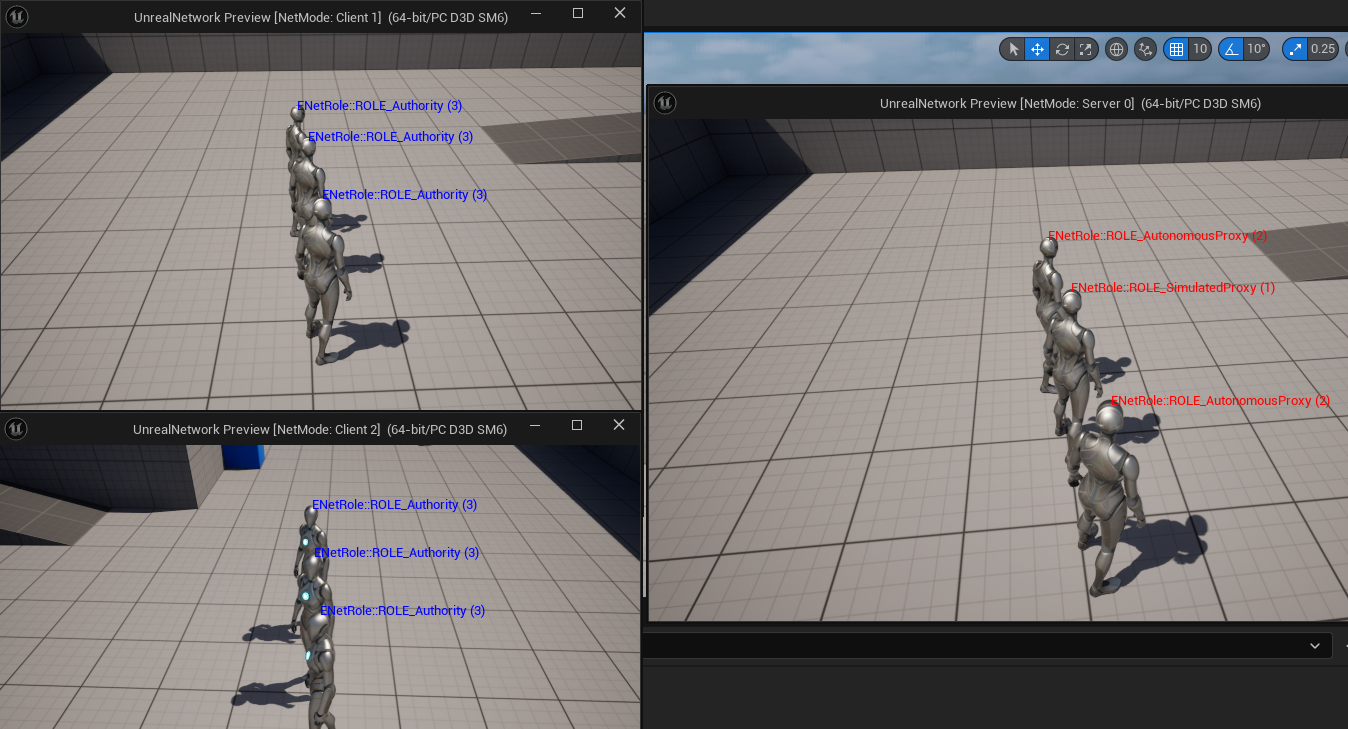 UnrealNetwork Preview [NetMode: Client 1] (64-bit/PC D3D SM6)
ENetRole::ROLE_Authority (3)
ENetRole::ROLE_Authority (3)
ENetRole::ROLE_Authority (3)
10
10°
0.25
UnrealNetwork Preview [NetMode: Server 0] (64-bit/PC D3D SM6)
ENetRole::ROLE_AutonomousProxy (2)
ENetRole::ROLE_SimulatedProxy (1)
ENetRole::ROLE_AutonomousProxy (2)
UnrealNetwork Preview [NetMode: Client 2] (64-bit/PC D3D SM6)
ENetRole::ROLE_Authority (3)
ENetRole::ROLE_Authority (3)
ENetRole::ROLE_Authority (3)